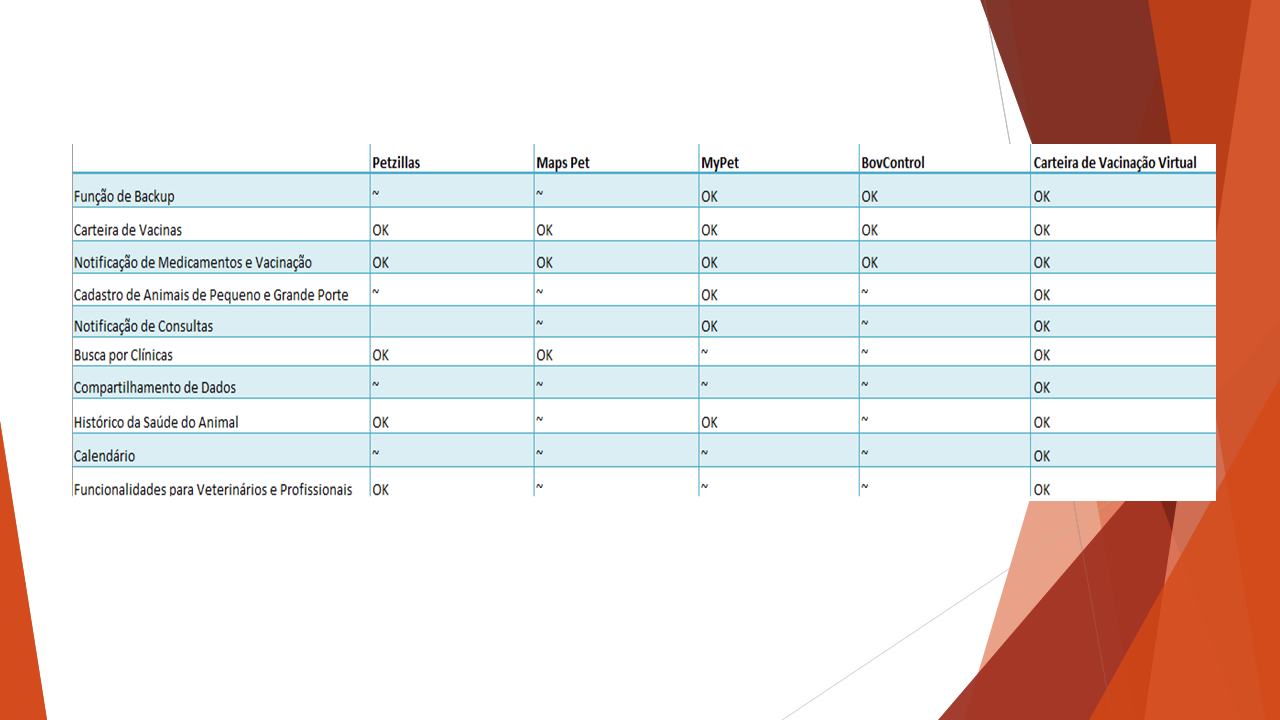 Petzillas Maps Pet MyPet BovControl Carteira de Vacinação Virtual
Função de Backup ~ ~ OK OK OK
Carteira de Vacinas OK OK OK OK OK
Notificação de Medicamentos e Vacinação OK OK OK OK OK
Cadastro de Animais de Pequeno e Grande Porte ~ ~ OK ~ OK
Notificação de Consultas ~ OK ~ OK
Busca por Clínicas OK OK ~ ~ OK
Compartilhamento de Dados ~ ~ ~ ~ OK
Histórico da Saúde do Animal OK ~ OK ~ OK
Calendário ~ ~ ~ ~ OK
Funcionalidades para Veterinários e Profissionais OK ~ ~ ~ OK